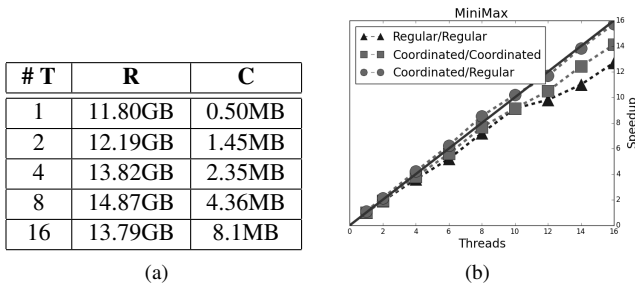 # T R C
1 11.80GB 0.50MB
2 12.19GB 1.45MB
4 13.82GB 2.35MB
8 14.87GB 4.36MB
16 13.79GB 8.1MB
(a)
MiniMax
Regular/Regular
Coordinated/Coordinated
Coordinated/Regular
16
14
12
10
8
6
4
2
0
Speedup
0 2 4 6 8 10 12 14 16
Threads
(b)